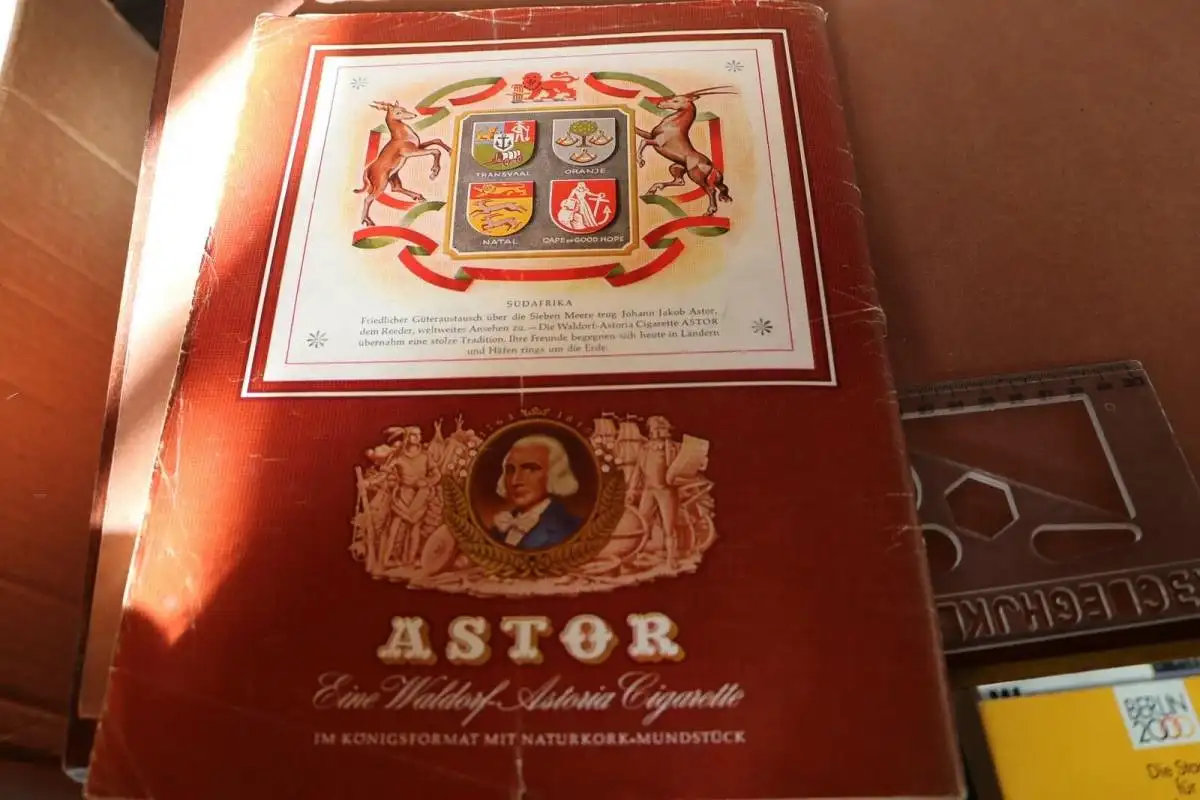 TRANSVAAL
ORANJE
NATAL
CAPE OF GOOD HOPE
SÜDAFRIKA
Friedlicher Güteraustausch über die Sieben Meere trug Johann Jakob Astor,
dem Reeder, weltweites Ansehen zu. – Die Waldorf-Astoria Cigarette ASTOR
übernahm eine stolze Tradition. Ihre Freunde begegnen sich heute in Ländern
und Häfen rings um die Erde.
ASTOR
Eine Waldorf-Astoria Cigarette
IM KÖNIGSFORMAT MIT NATURKORK-MUNDSTÜCK
BERLIN
2000
Die
für